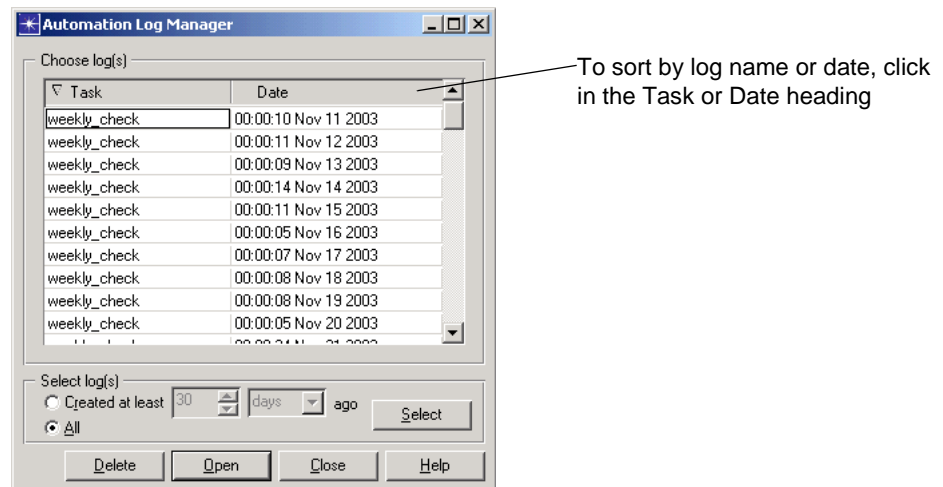 Automation Log Manager
Choose log(s)
Task Date
weekly_check 00:00:10 Nov 11 2003
weekly_check 00:00:11 Nov 12 2003
weekly_check 00:00:09 Nov 13 2003
weekly_check 00:00:14 Nov 14 2003
weekly_check 00:00:11 Nov 15 2003
weekly_check 00:00:05 Nov 16 2003
weekly_check 00:00:07 Nov 17 2003
weekly_check 00:00:08 Nov 18 2003
weekly_check 00:00:08 Nov 19 2003
weekly_check 00:00:05 Nov 20 2003
Select log(s)
Created at least 30 days ago
All
Select
Delete Open Close Help
To sort by log name or date, click
in the Task or Date heading